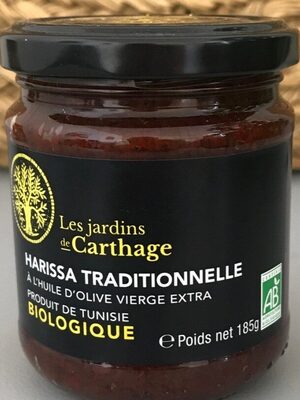 Les jardins
de Carthage
HARISSA TRADITIONNELLE
À L'HUILE D'OLIVE VIERGE EXTRA
PRODUIT DE TUNISIE
BIOLOGIQUE
℮ Poids net 185g
AB